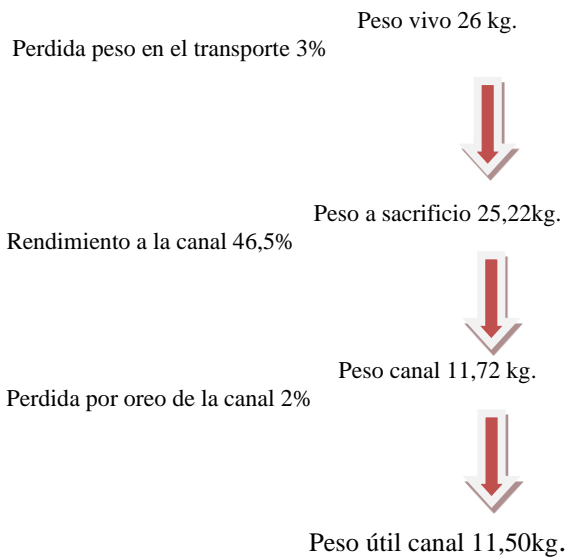 Peso vivo 26 kg.
Perdida peso en el transporte 3%
Peso a sacrificio 25,22kg.
Rendimiento a la canal 46,5%
Peso canal 11,72 kg.
Perdida por oreo de la canal 2%
Peso útil canal 11,50kg.